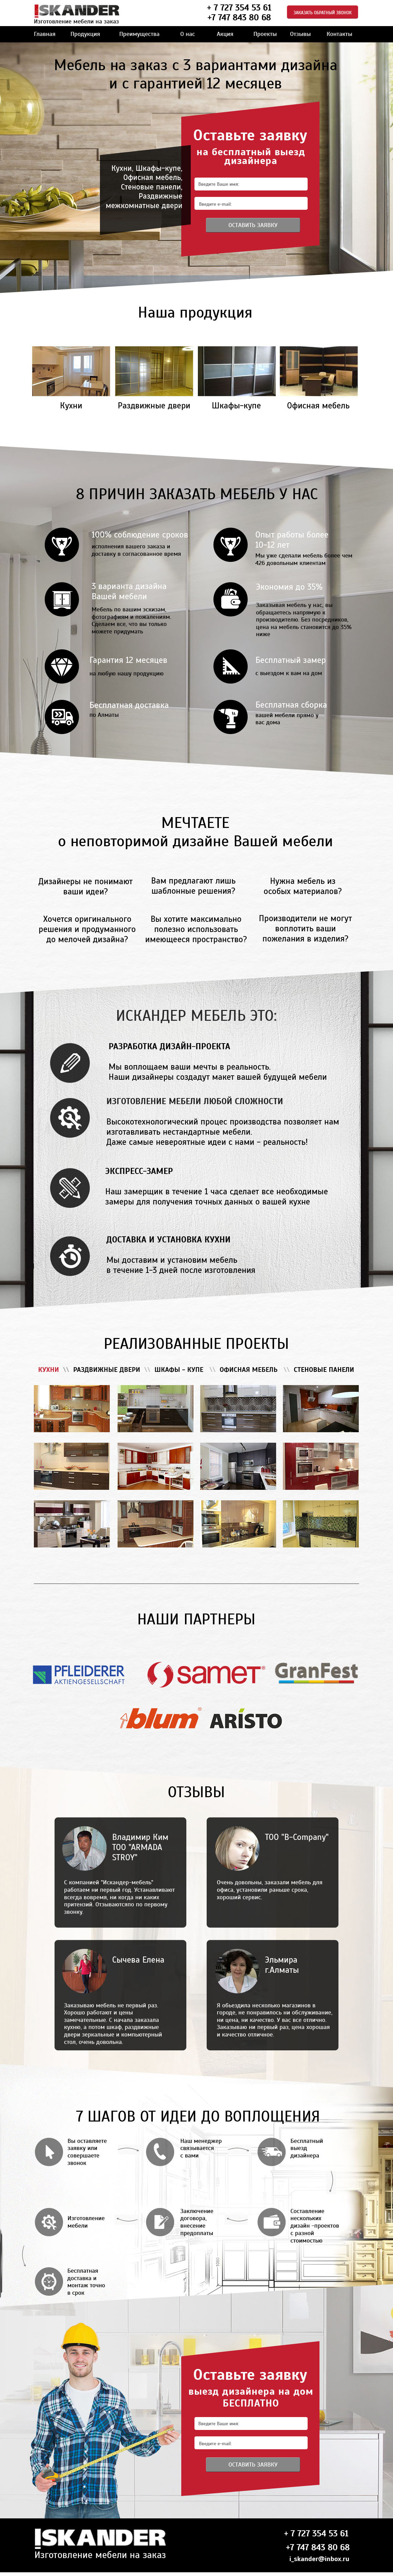 ISKANDER
Изготовление мебели на заказ
+ 7 727 354 53 61
+7 747 843 80 68
ЗАКАЗАТЬ ОБРАТНЫЙ ЗВОНОК
Главная Продукция Преимущества О нас Акция Проекты Отзывы Контакты
Мебель на заказ с 3 вариантами дизайна
и с гарантией 12 месяцев
Кухни, Шкафы-купе,
Офисная мебель,
Стеновые панели,
Раздвижные
межкомнатные двери
Оставьте заявку
на бесплатный выезд
дизайнера
Введите Ваше имя:
Введите e-mail:
ОСТАВИТЬ ЗАЯВКУ
Наша продукция
Кухни Раздвижные двери Шкафы-купе Офисная мебель
8 ПРИЧИН ЗАКАЗАТЬ МЕБЕЛЬ У НАС
100% соблюдение сроков
исполнения вашего заказа и
доставку в согласованное время
Опыт работы более
10-12 лет
Мы уже сделали мебель более чем
426 довольным клиентам
3 варианта дизайна
Вашей мебели
Мебель по вашим эскизам,
фотографиям и пожаленим.
Сделаем все, что вы только
можете придумать
Экономия до 35%
Заказывая мебель у нас, вы
обращаетесь напрямую к
производителю. Без посредников,
цена на мебель становится до 35%
ниже
Гарантия 12 месяцев
на любую нашу продукцию
Бесплатный замер
с выездом к вам на дом
Бесплатная доставка
по Алматы
Бесплатная сборка
вашей мебели прямо у
вас дома
МЕЧТАЕТЕ
о неповторимой дизайне Вашей мебели
Дизайнеры не понимают
ваши идеи?
Вам предлагают лишь
шаблонные решения?
Нужна мебель из
особых материалов?
Хочется оригинального
решения и продуманного
до мелочей дизайна?
Вы хотите максимально
полезно использовать
имеющееся пространство?
Производители не могут
воплотить ваши
пожелания в изделия?
ИСКАНДЕР МЕБЕЛЬ ЭТО:
РАЗРАБОТКА ДИЗАЙН-ПРОЕКТА
Мы воплощаем ваши мечты в реальность.
Наши дизайнеры создадут макет вашей будущей мебели
ИЗГОТОВЛЕНИЕ МЕБЕЛИ ЛЮБОЙ СЛОЖНОСТИ
Высокотехнологический процес производства позволяет нам
изготавливать нестандартные мебели.
Даже самые невероятные идеи с нами - реальность!
ЭКСПРЕСС-ЗАМЕР
Наш замерщик в течение 1 часа сделает все необходимые
замеры для получения точных данных о вашей кухне
ДОСТАВКА И УСТАНОВКА КУХНИ
Мы доставим и установим мебель
в течение 1-3 дней после изготовления
РЕАЛИЗОВАННЫЕ ПРОЕКТЫ
КУХНИ \\ РАЗДВИЖНЫЕ ДВЕРИ \\ ШКАФЫ - КУПЕ \\ ОФИСНАЯ МЕБЕЛЬ \\ СТЕНОВЫЕ ПАНЕЛИ
НАШИ ПАРТНЕРЫ
PFLEIDERER
AKTIENGESELLSCHAFT
samet®
GranFest
blum®
ARISTO
ОТЗЫВЫ
Владимир Ким
ТОО "ARMADA
STROY"
С компанией "Искандер-мебель"
работаем ни первый год. Устанавливают
всегда вовремя, ни когда ни каких
притензий. Отзываютсяпо по первому
звонку.
ТОО "B-Company"
Очень довольны, заказали мебель для
офиса, установили раньше срока,
хороший сервис.
Сычева Елена
Заказываю мебель не первый раз.
Хорошо работают и цены
замечательные. С начала заказала
кухню, а потом шкаф, раздвижные
двери зеркальные и компьютерный
стол, очень довольна.
Эльмира
г.Алматы
Я обьездила несколько магазинов в
городе, не понравилось ни обслуживание,
ни цена, ни качество. У вас все отлично.
Заказываю ни первый раз, цена хорошая
и качество отличное.
7 ШАГОВ ОТ ИДЕИ ДО ВОПЛОЩЕНИЯ
Вы оставляете
заявку или
совершаете
звонок
Наш менеджер
связывается
с вами
Бесплатный
выезд
дизайнера
Изготовление
мебели
Заключение
договора,
внесение
предоплаты
Составление
нескольких
дизайн -проектов
с разной
стоимостью
Бесплатная
доставка и
монтаж точно
в срок
Оставьте заявку
выезд дизайнера на дом
БЕСПЛАТНО
Введите Ваше имя:
Введите e-mail:
ОСТАВИТЬ ЗАЯВКУ
ISKANDER
Изготовление мебели на заказ
+ 7 727 354 53 61
+7 747 843 80 68
i_skander@inbox.ru